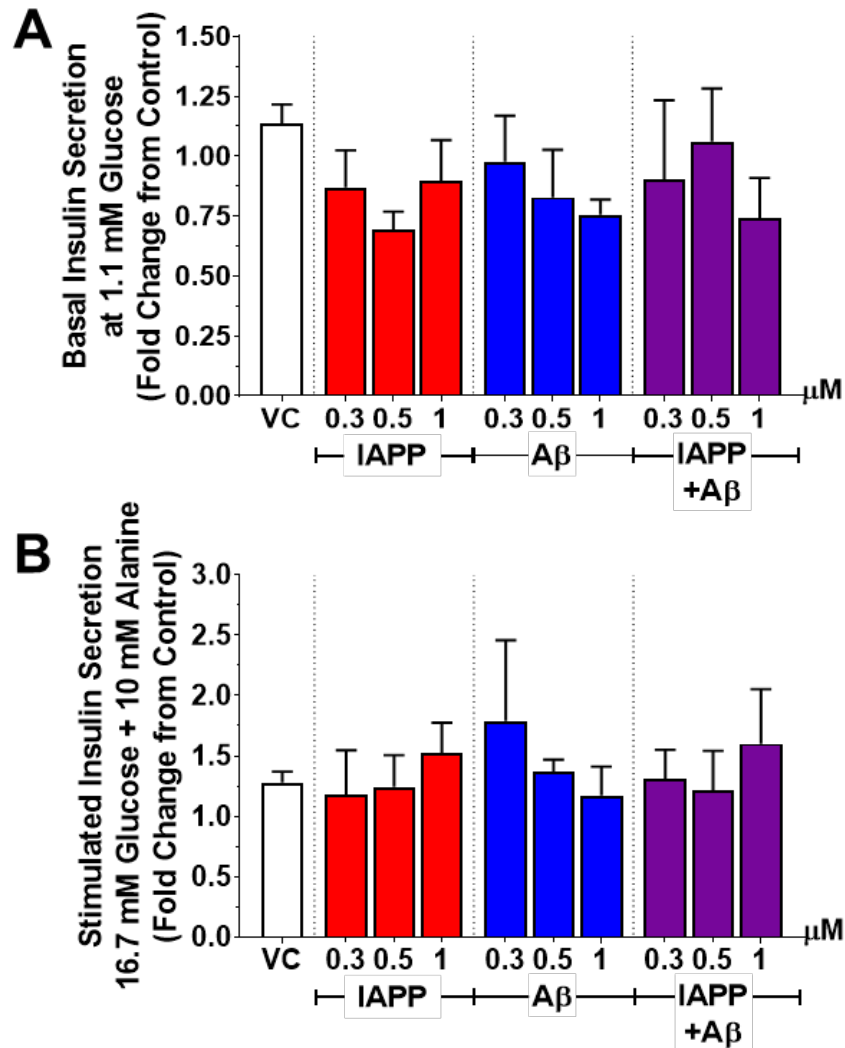 A
Basal Insulin Secretion
at 1.1 mM Glucose
(Fold Change from Control)
1.50
1.25
1.00
0.75
0.50
0.25
0.00
μM
VC 0.3 0.5 1 0.3 0.5 1 0.3 0.5 1
IAPP Aβ IAPP
+Aβ
B
Stimulated Insulin Secretion
16.7 mM Glucose + 10 mM Alanine
(Fold Change from Control)
3.0
2.5
2.0
1.5
1.0
0.5
0.0
μM
VC 0.3 0.5 1 0.3 0.5 1 0.3 0.5 1
IAPP Aβ IAPP
+Aβ